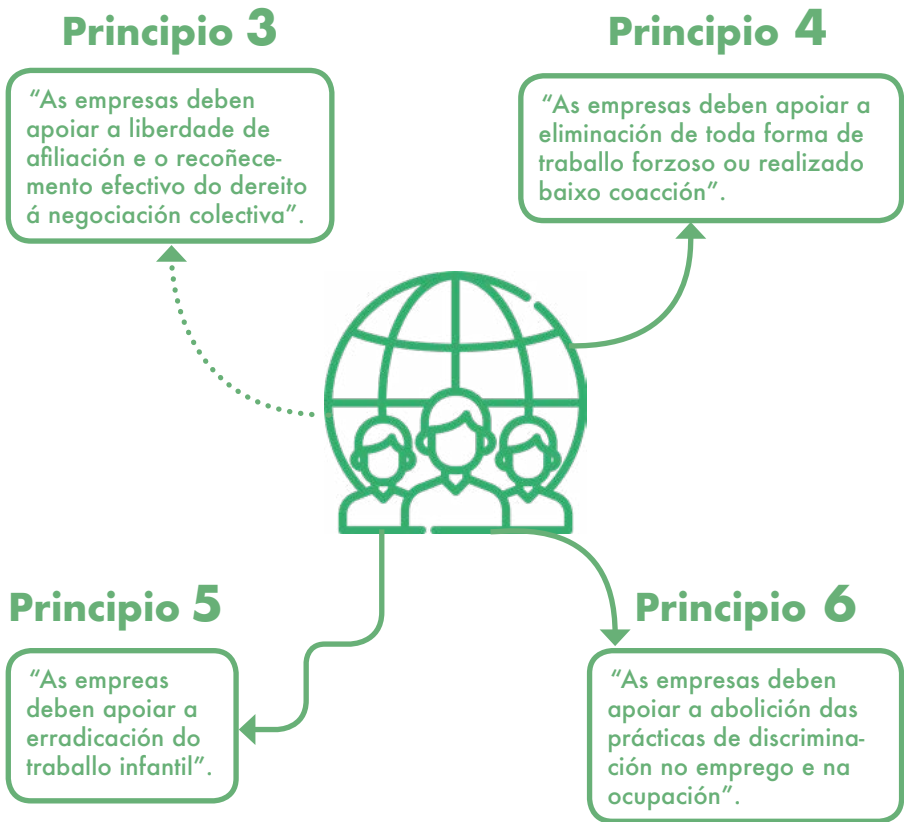 Principio 3
“As empresas deben
apoiar a liberdade de
afiliación e o recoñece-
mento efectivo do dereito
á negociación colectiva”.
Principio 4
“As empresas deben apoiar a
eliminación de toda forma de
traballo forzoso ou realizado
baixo coacción”.
Principio 5
“As empreas
deben apoiar a
erradicación do
traballo infantil”.
Principio 6
“As empresas deben
apoiar a abolición das
prácticas de discrimina-
ción no emprego e na
ocupación”.